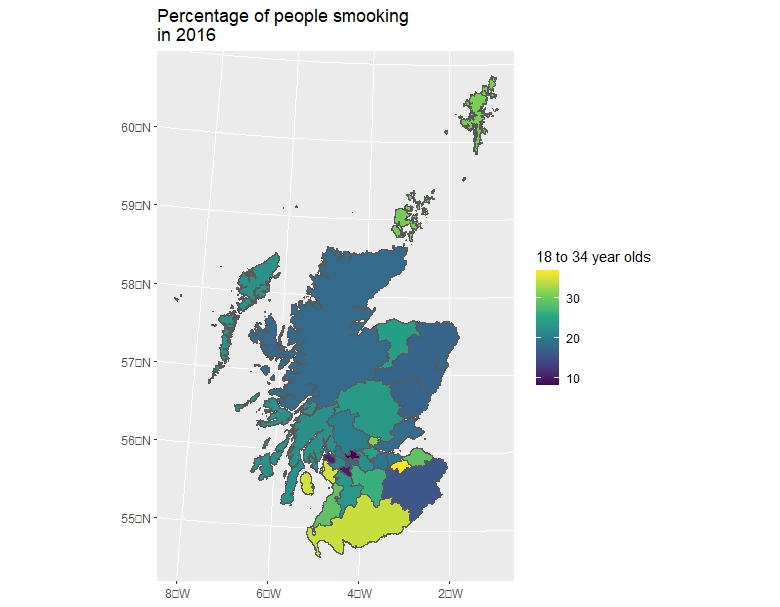 Percentage of people smooking
in 2016
60□N
59□N
58□N
57□N
56□N
55□N
8□W
6□W
4□W
2□W
18 to 34 year olds
30
20
10